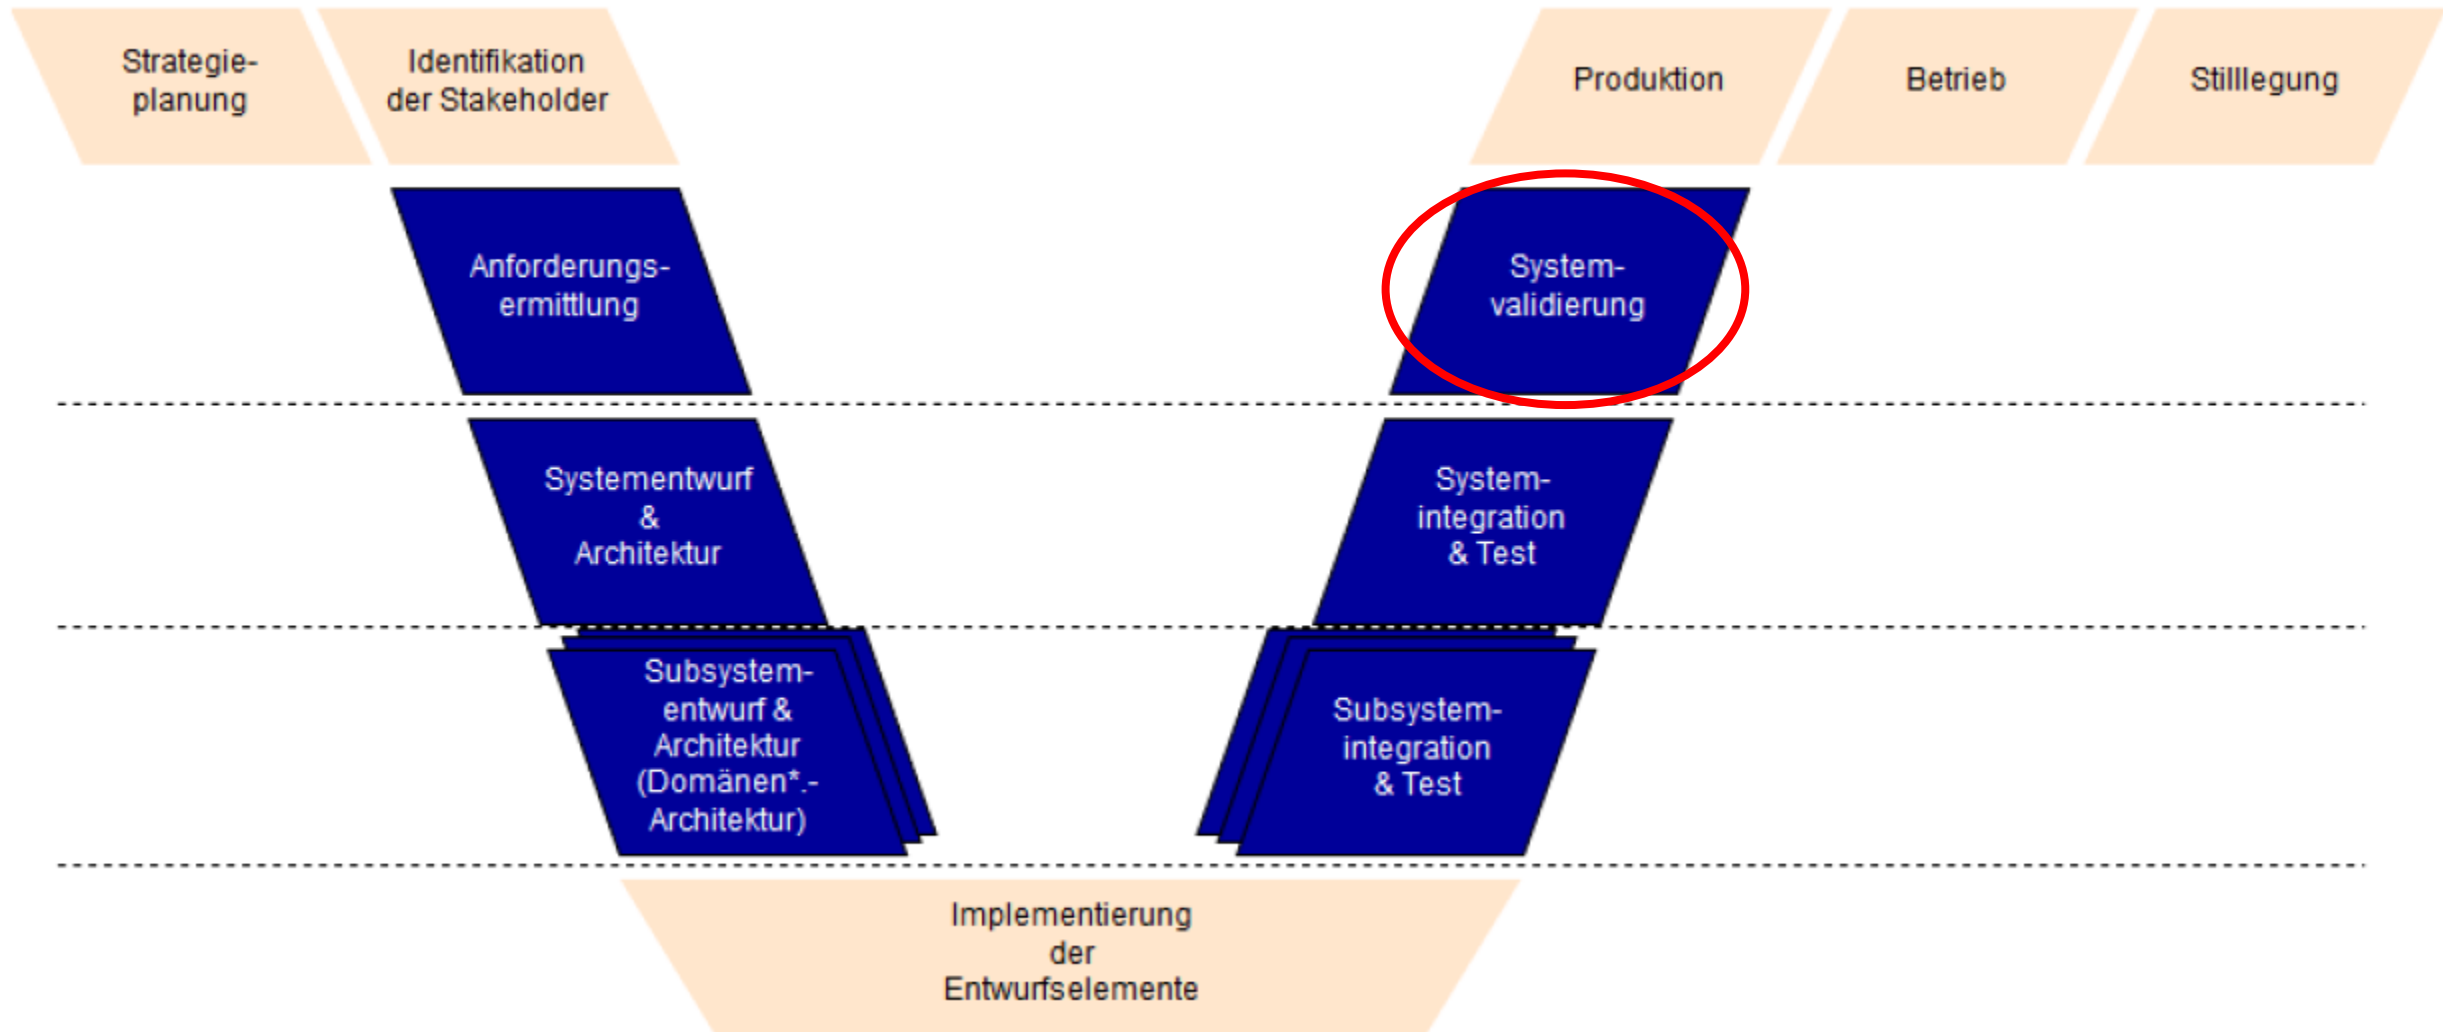 Strategie-
planung
Identifikation
der Stakeholder
Produktion
Betrieb
Stilllegung
Anforderungs-
ermittlung
System-
validierung
Systementwurf
&
Architektur
System-
integration
& Test
Subsystem-
entwurf &
Architektur
(Domänen*.-
Architektur)
Subsystem-
integration
& Test
Implementierung
der
Entwurfselemente